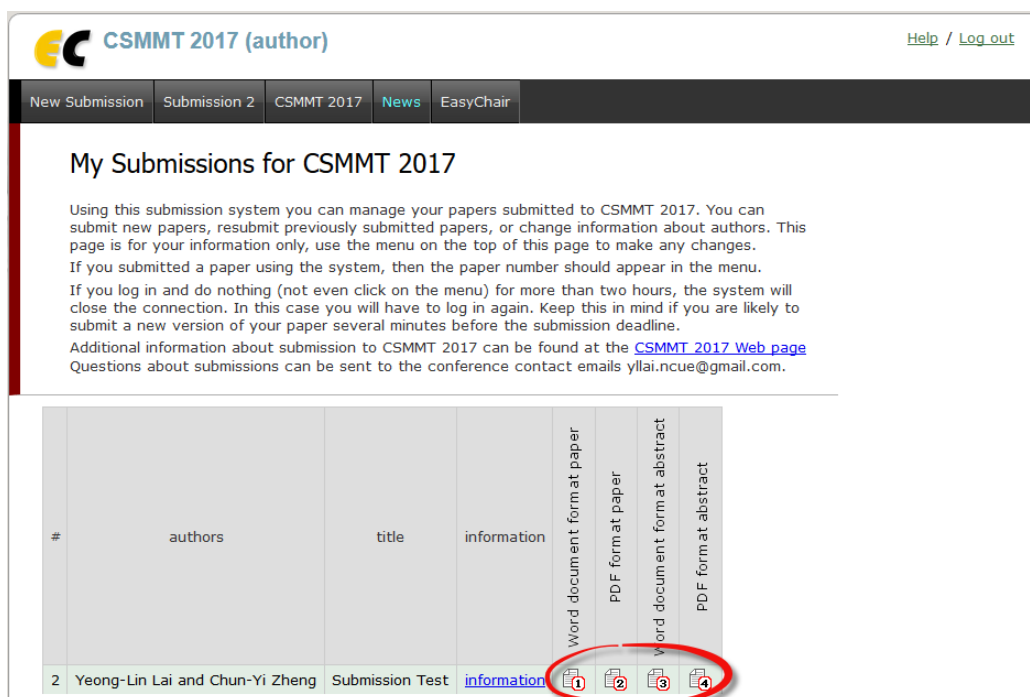 EC CSMMT 2017 (author)
Help / Log out
New Submission Submission 2 CSMMT 2017 News EasyChair
My Submissions for CSMMT 2017
Using this submission system you can manage your papers submitted to CSMMT 2017. You can
submit new papers, resubmit previously submitted papers, or change information about authors. This
page is for your information only, use the menu on the top of this page to make any changes.
If you submitted a paper using the system, then the paper number should appear in the menu.
If you log in and do nothing (not even click on the menu) for more than two hours, the system will
close the connection. In this case you will have to log in again. Keep this in mind if you are likely to
submit a new version of your paper several minutes before the submission deadline.
Additional information about submission to CSMMT 2017 can be found at the CSMMT 2017 Web page
Questions about submissions can be sent to the conference contact emails yllai.ncue@gmail.com.
# authors title information
Word document format paper
PDF format paper
Word document format abstract
PDF format abstract
2 Yeong-Lin Lai and Chun-Yi Zheng Submission Test information 1 2 3 4